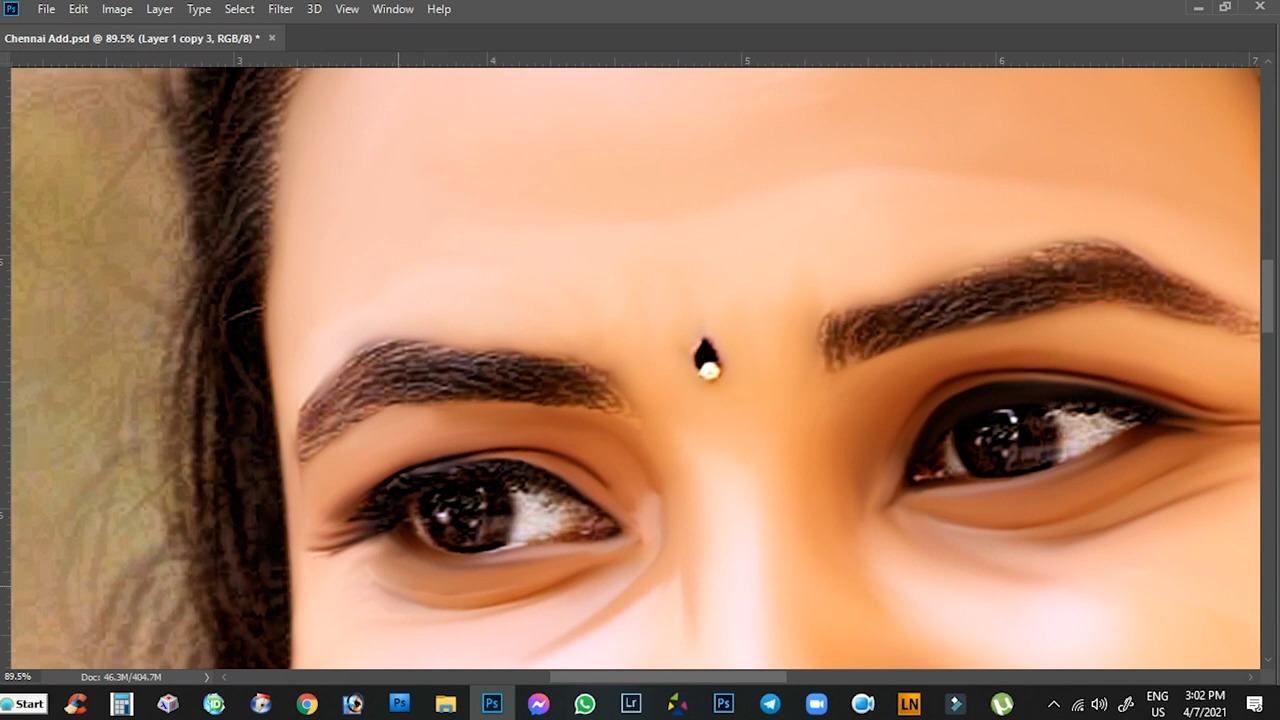 Ps File Edit Image Layer Type Select Filter 3D View Window Help
Chennai Add.psd @ 89.5% (Layer 1 copy 3, RGB/8) *
3 4 5 6 7
89.5% Doc: 46.3M/404.7M
Start Ps Ps Lr Ps LN ENG US 3:02 PM 4/7/2021